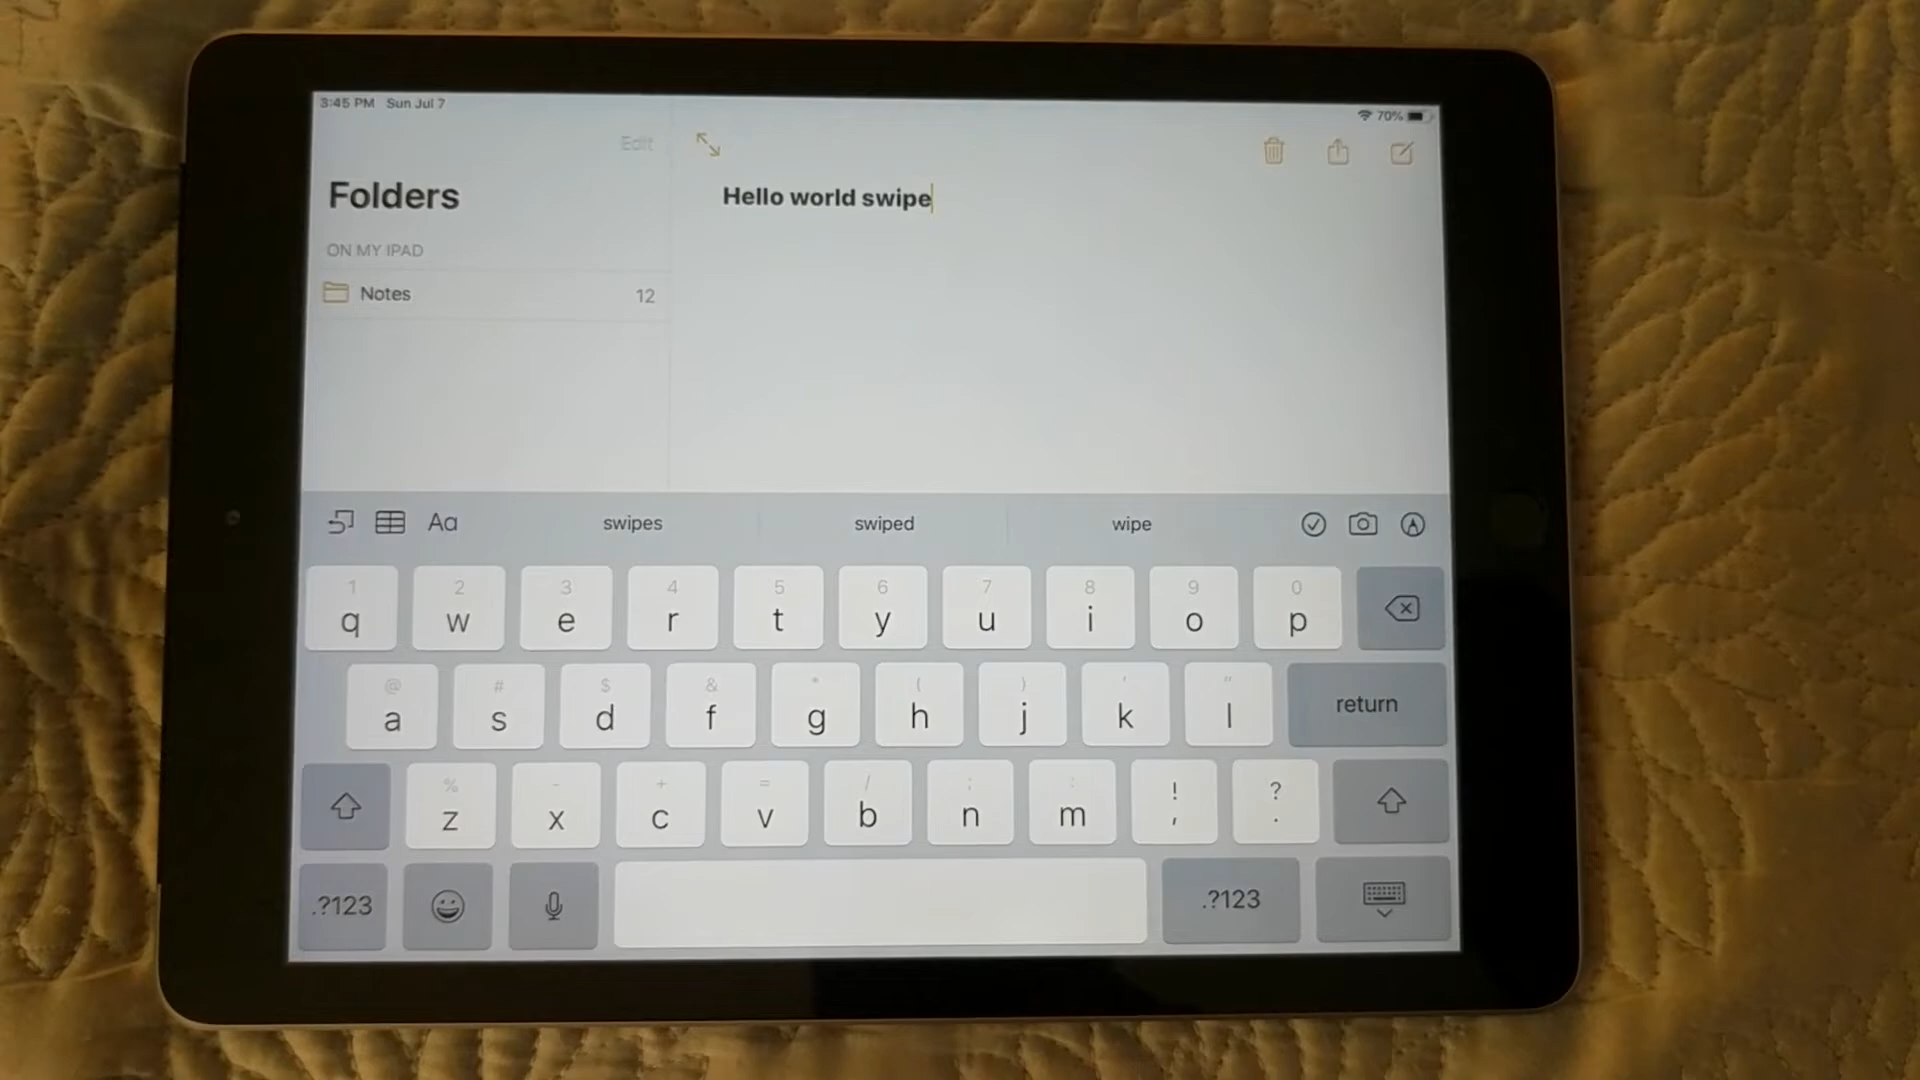 3:45 PM Sun Jul 7
70%
Edit
Folders
Hello world swipe
ON MY IPAD
Notes 12
Aa swipes swiped wipe
1 2 3 4 5 6 7 8 9 0
q w e r t y u i o p
@ # $ & * ( ) ' "
a s d f g h j k l return
% - + = / ; : ! ?
z x c v b n m , .
.?123 .?123